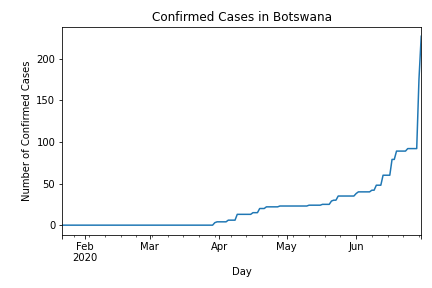 Confirmed Cases in Botswana
Number of Confirmed Cases
200
150
100
50
0
Feb
2020
Mar
Apr
May
Jun
Day